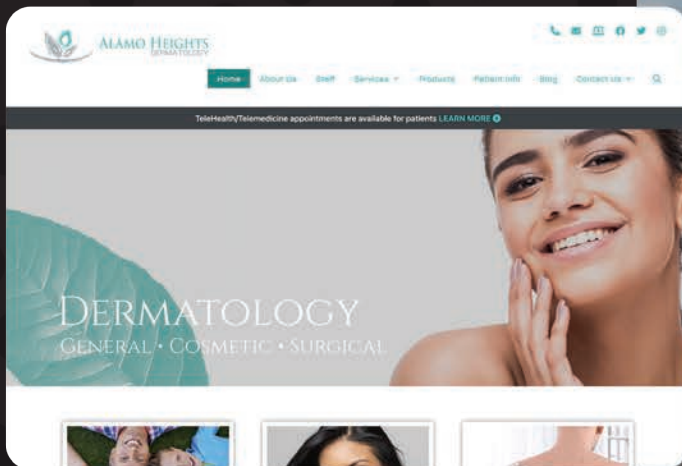 ALAMO HEIGHTS
DERMATOLOGY
Home About Us Staff Services Products Patient Info Blog Contact Us
TeleHealth/Telemedicine appointments are available for patients LEARN MORE
DERMATOLOGY
GENERAL • COSMETIC • SURGICAL